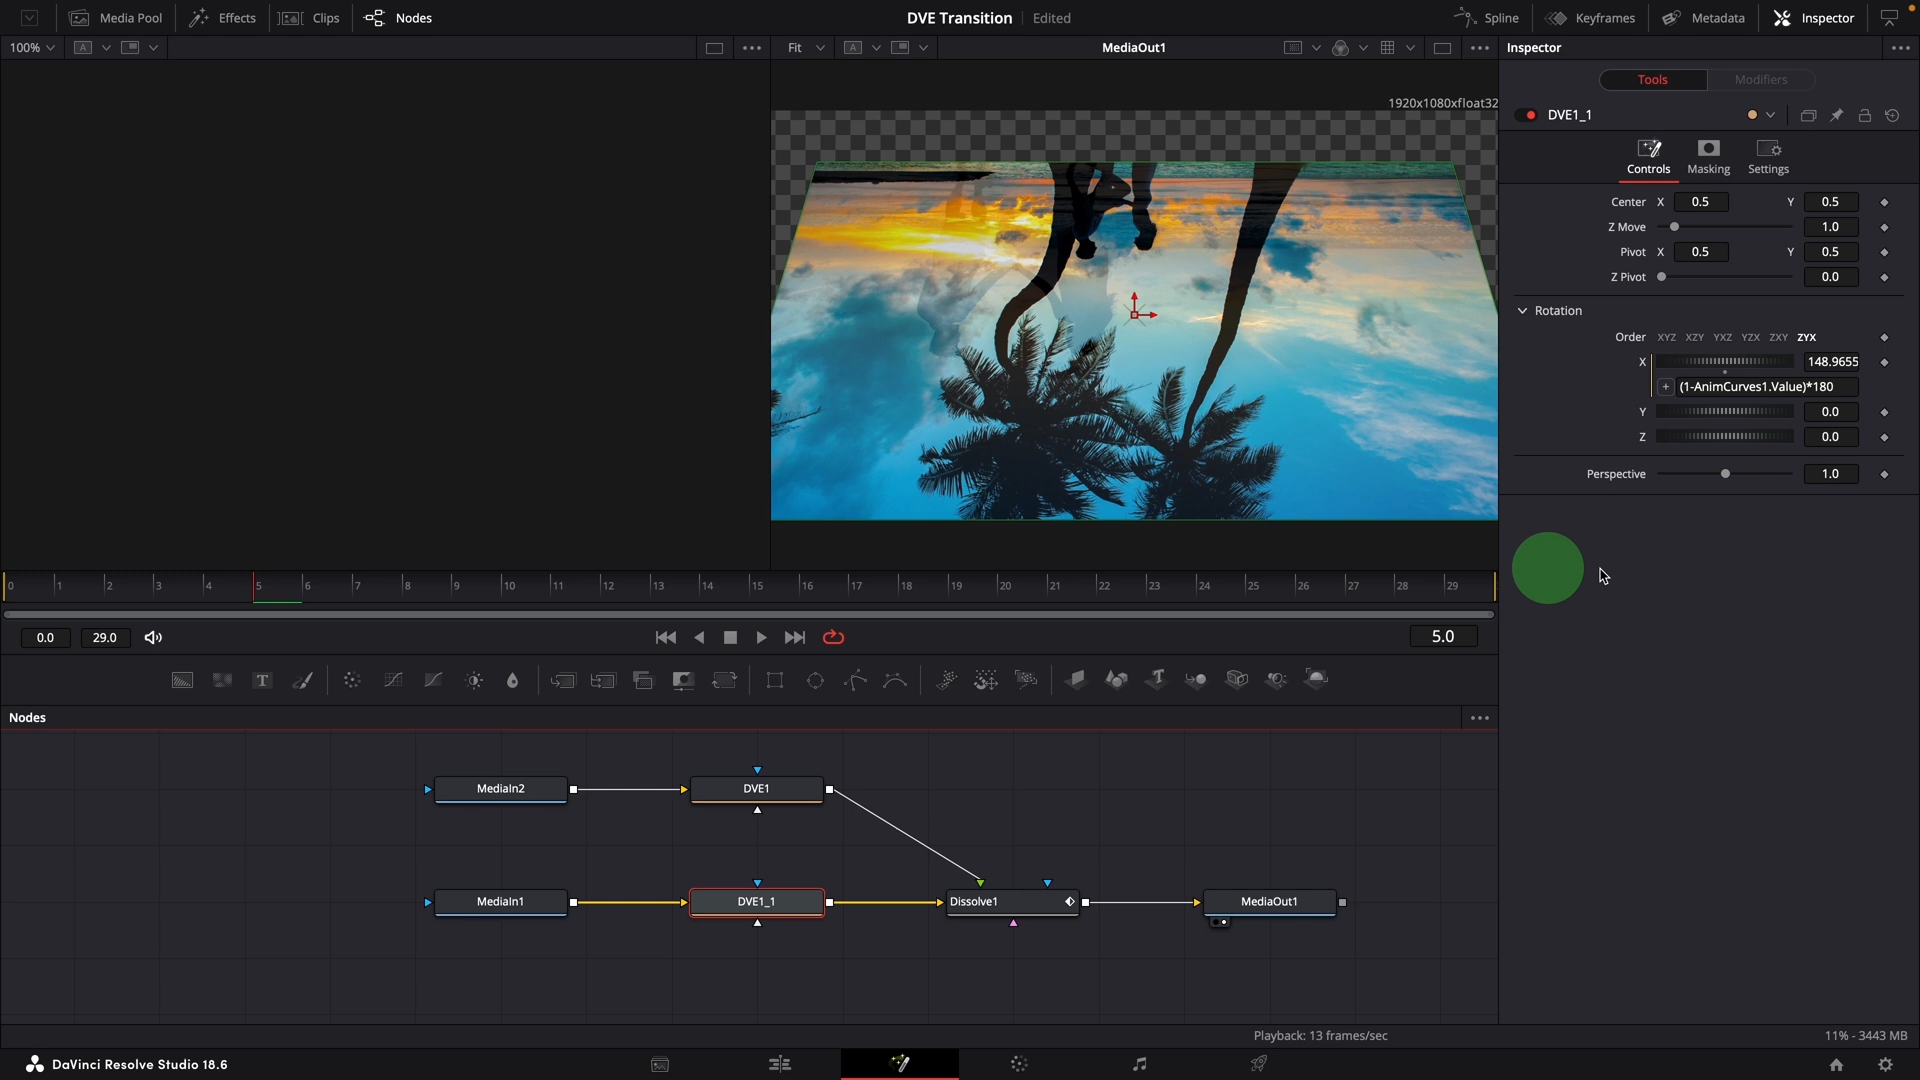 Media Pool Effects Clips Nodes DVE Transition Edited Spline Keyframes Metadata Inspector
100% A Fit A MediaOut1 Inspector
Tools Modifiers
1920x1080xfloat32
DVE1_1
Controls Masking Settings
Center X 0.5 Y 0.5
Z Move 1.0
Pivot X 0.5 Y 0.5
Z Pivot 0.0
Rotation
Order XYZ XZY YXZ YZX ZXY ZYX
X 148.9655
+ (1-AnimCurves1.Value)*180
Y 0.0
Z 0.0
Perspective 1.0
0 1 2 3 4 5 6 7 8 9 10 11 12 13 14 15 16 17 18 19 20 21 22 23 24 25 26 27 28 29
0.0 29.0 5.0
T T
Nodes
MediaIn2 DVE1
MediaIn1 DVE1_1 Dissolve1 MediaOut1
Playback: 13 frames/sec 11% - 3443 MB
DaVinci Resolve Studio 18.6